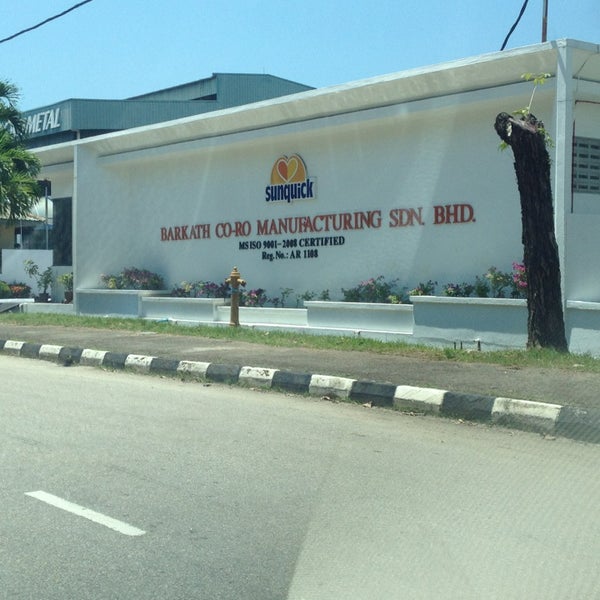 METAL
sunquick
BARKATH CO-RO MANUFACTURING SDN. BHD.
MS ISO 9001-2008 CERTIFIED
Reg. No.: AR 1108